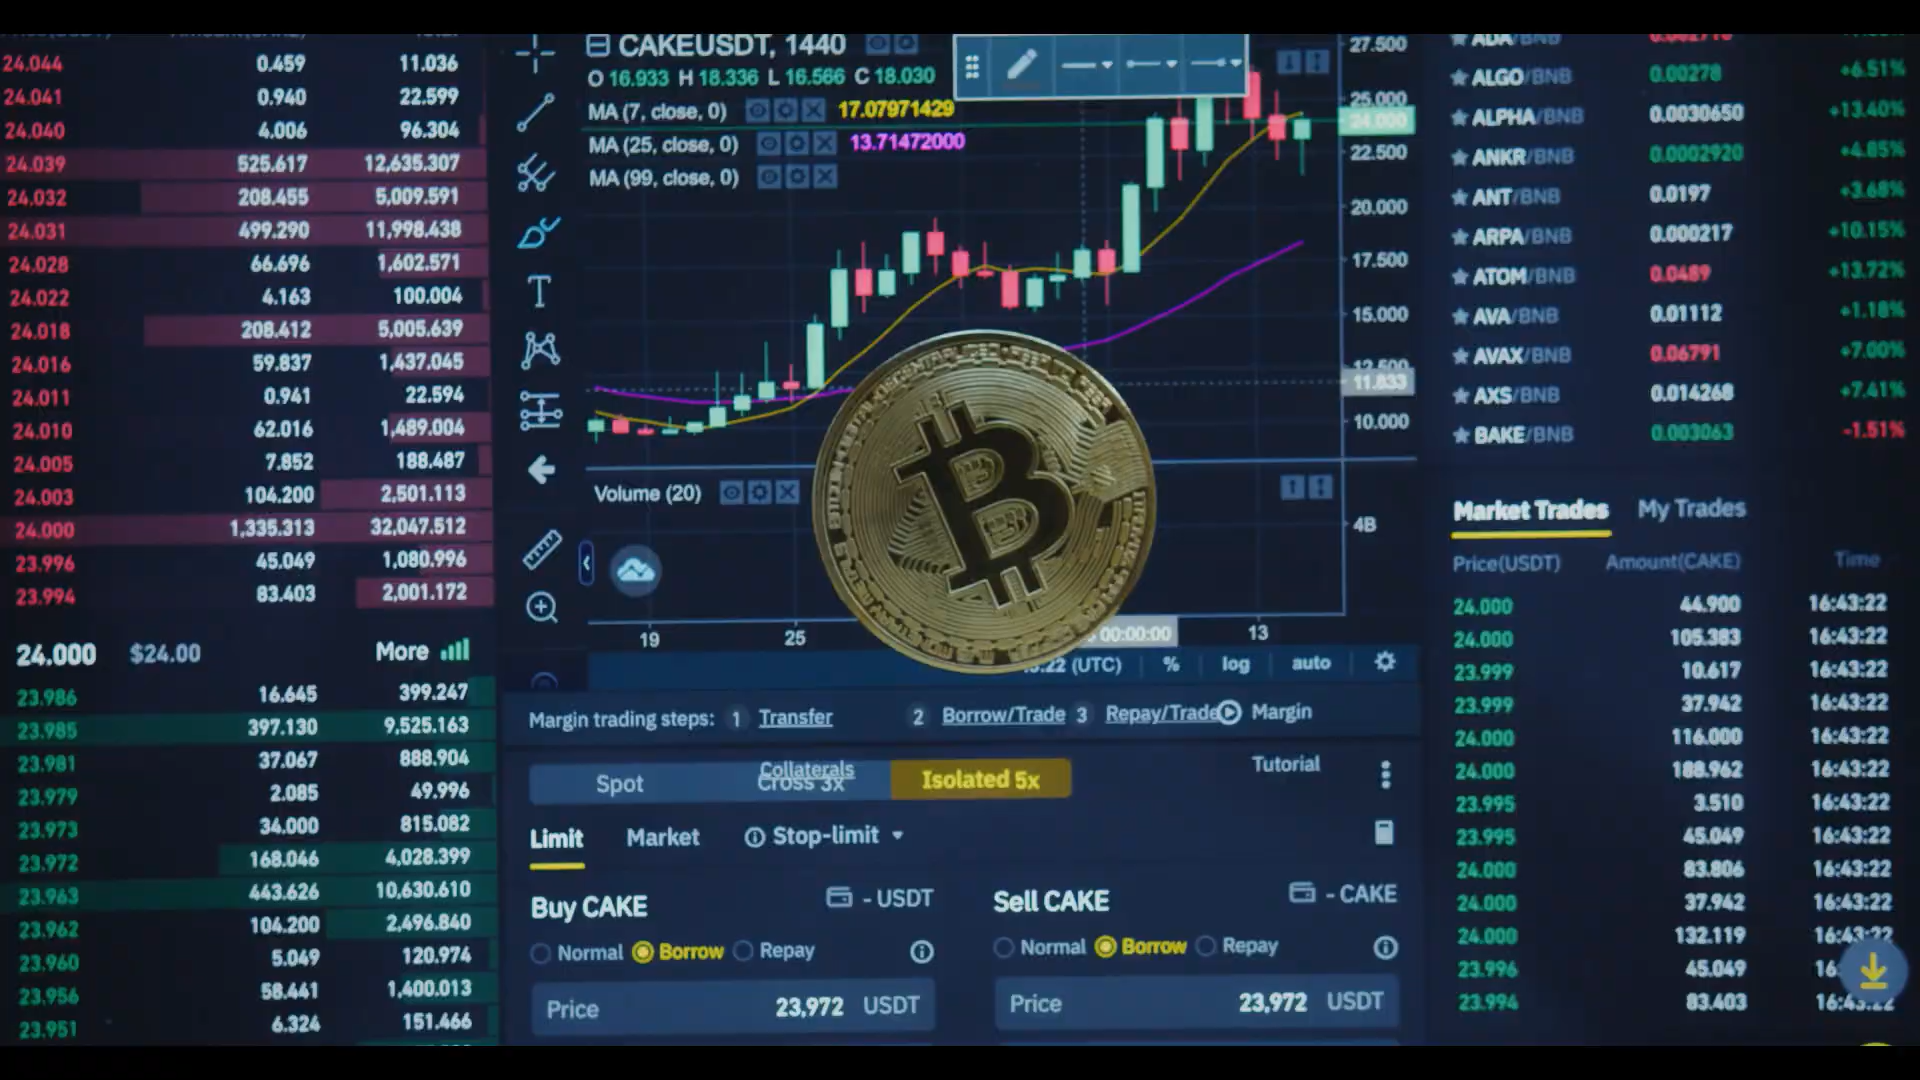 24.044 0.459 11.036
24.041 0.940 22.599
24.040 4.006 96.304
24.039 525.617 12,635.307
24.032 208.455 5,009.591
24.031 499.290 11,998.438
24.028 66.696 1,602.571
24.022 4.163 100.004
24.018 208.412 5,005.639
24.016 59.837 1,437.045
24.011 0.941 22.594
24.010 62.016 1,489.004
24.005 7.852 188.487
24.003 104.200 2,501.113
24.000 1,335.313 32,047.512
23.996 45.049 1,080.996
23.994 83.403 2,001.172
24.000 $24.00 More
23.986 16.645 399.247
23.985 397.130 9,525.163
23.981 37.067 888.904
23.979 2.085 49.996
23.973 34.000 815.082
23.972 168.046 4,028.399
23.963 443.626 10,630.610
23.962 104.200 2,496.840
23.960 5.049 120.974
23.956 58.441 1,400.013
23.951 6.324 151.466
CAKEUSDT, 1440
O 16.933 H 18.336 L 16.566 C 18.030
MA (7, close, 0) 17.07971429
MA (25, close, 0) 13.71472000
MA (99, close, 0)
27.500
25.000
24.000
22.500
20.000
17.500
15.000
12.500
11.833
10.000
Volume (20)
4B
19 25 00:00:00 13
(UTC) % log auto
Margin trading steps: 1 Transfer 2 Borrow/Trade 3 Repay/Trade Margin
Tutorial
Collaterals
Spot Cross 3x Isolated 5x
Limit Market Stop-limit
Buy CAKE - USDT
Normal Borrow Repay
Price 23,972 USDT
Sell CAKE - CAKE
Normal Borrow Repay
Price 23,972 USDT
ADA/BNB
ALGO/BNB 0.00278 +6.51%
ALPHA/BNB 0.0030650 +13.40%
ANKR/BNB 0.0002920 +4.85%
ANT/BNB 0.0197 +3.68%
ARPA/BNB 0.000217 +10.15%
ATOM/BNB 0.0489 +13.72%
AVA/BNB 0.01112 +1.18%
AVAX/BNB 0.06791 +7.00%
AXS/BNB 0.014268 +7.41%
BAKE/BNB 0.003063 -1.51%
Market Trades My Trades
Price(USDT) Amount(CAKE) Time
24.000 44.900 16:43:22
24.000 105.383 16:43:22
23.999 10.617 16:43:22
23.999 37.942 16:43:22
24.000 116.000 16:43:22
24.000 188.962 16:43:22
23.995 3.510 16:43:22
23.995 45.049 16:43:22
24.000 83.806 16:43:22
24.000 37.942 16:43:22
24.000 132.119 16:43:22
23.996 45.049
23.994 83.403